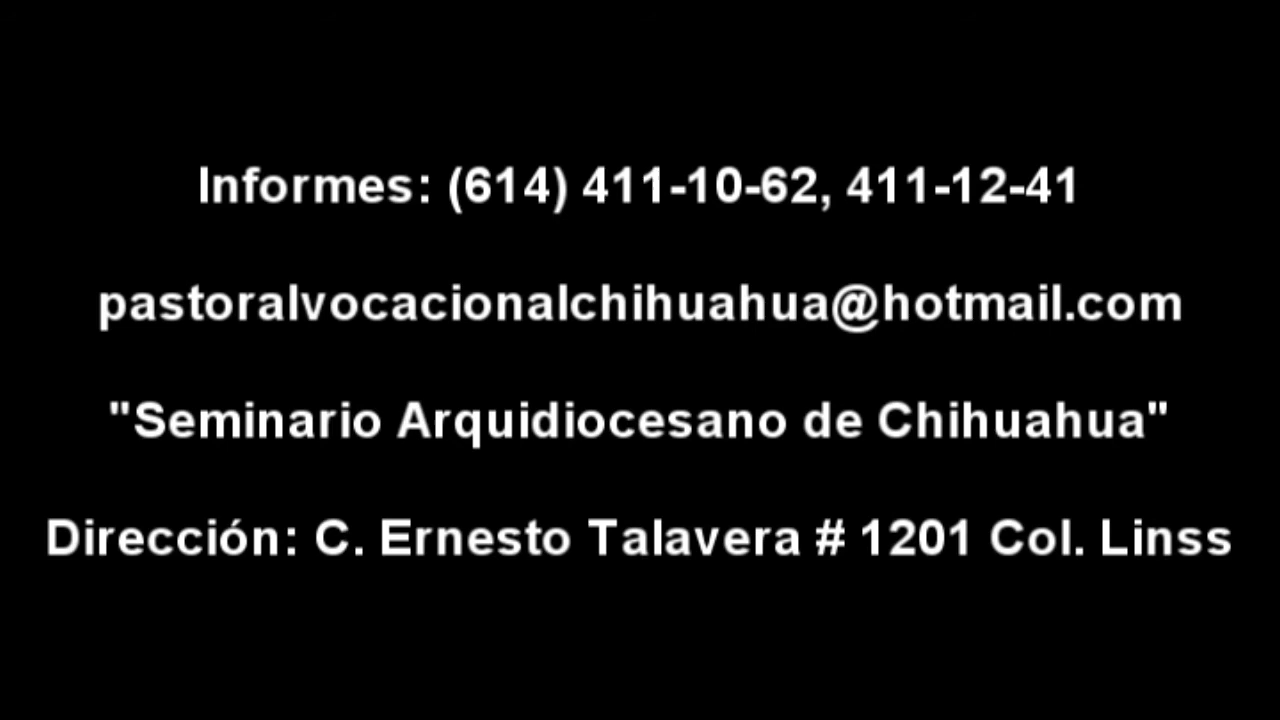 Informes: (614) 411-10-62, 411-12-41
pastoralvocacionalchihuahua@hotmail.com
"Seminario Arquidiocesano de Chihuahua"
Dirección: C. Ernesto Talavera # 1201 Col. Linss